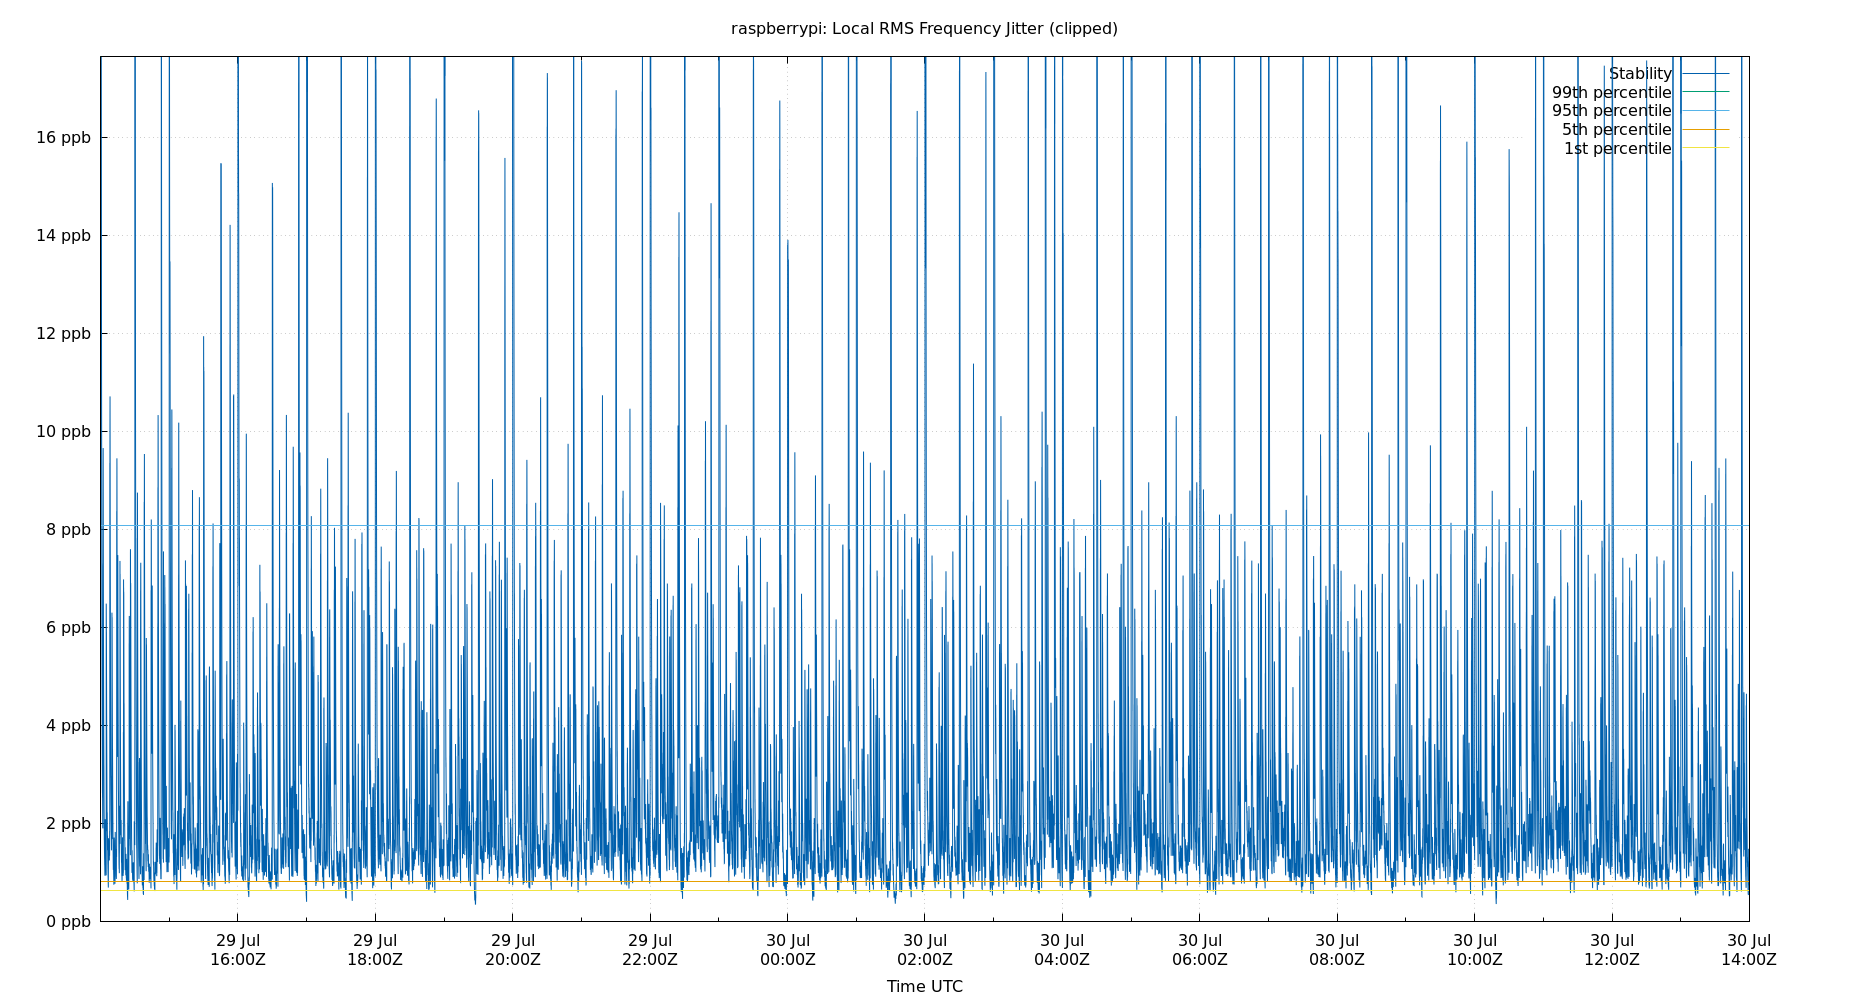 raspberrypi: Local RMS Frequency Jitter (clipped)
Stability
99th percentile
95th percentile
5th percentile
1st percentile
16 ppb
14 ppb
12 ppb
10 ppb
8 ppb
6 ppb
4 ppb
2 ppb
0 ppb
29 Jul 29 Jul 29 Jul 29 Jul 30 Jul 30 Jul 30 Jul 30 Jul 30 Jul 30 Jul 30 Jul 30 Jul
16:00Z 18:00Z 20:00Z 22:00Z 00:00Z 02:00Z 04:00Z 06:00Z 08:00Z 10:00Z 12:00Z 14:00Z
Time UTC